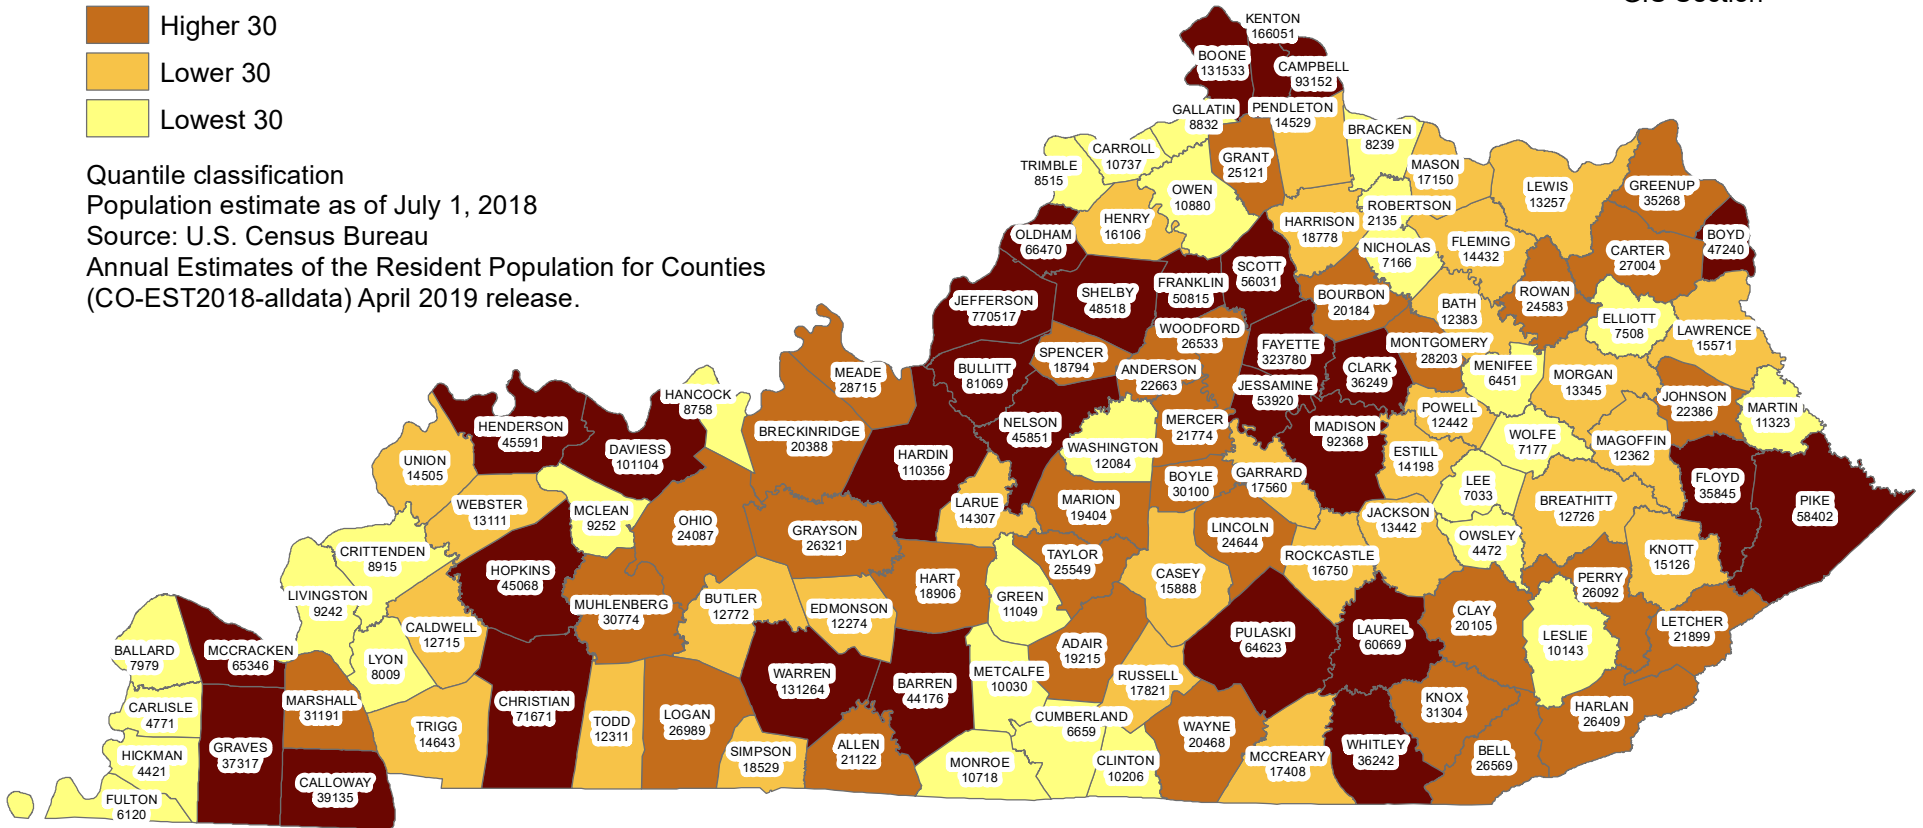 GIS Section
Higher 30
Lower 30
Lowest 30
Quantile classification
Population estimate as of July 1, 2018
Source: U.S. Census Bureau
Annual Estimates of the Resident Population for Counties
(CO-EST2018-alldata) April 2019 release.
KENTON
166051
BOONE
131533
CAMPBELL
93152
GALLATIN
8832
PENDLETON
14529
BRACKEN
8239
CARROLL
10737
TRIMBLE
8515
GRANT
25121
MASON
17150
OWEN
10880
LEWIS
13257
GREENUP
35268
ROBERTSON
2135
HENRY
16106
HARRISON
18778
OLDHAM
66470
BOYD
47240
NICHOLAS
7166
FLEMING
14432
CARTER
27004
SCOTT
56031
FRANKLIN
50815
SHELBY
48518
JEFFERSON
770517
BOURBON
20184
ROWAN
24583
BATH
12383
ELLIOTT
7508
LAWRENCE
15571
WOODFORD
26533
FAYETTE
323780
MONTGOMERY
28203
SPENCER
18794
BULLITT
81069
ANDERSON
22663
CLARK
36249
MENIFEE
6451
MORGAN
13345
MEADE
28715
JESSAMINE
53920
HANCOCK
8758
JOHNSON
22386
MARTIN
11323
POWELL
12442
MERCER
21774
NELSON
45851
MADISON
92368
HENDERSON
45591
BRECKINRIDGE
20388
WOLFE
7177
MAGOFFIN
12362
WASHINGTON
12084
DAVIESS
101104
HARDIN
110356
ESTILL
14198
UNION
14505
BOYLE
30100
GARRARD
17560
LEE
7033
FLOYD
35845
BREATHITT
12726
PIKE
58402
MARION
19404
LARUE
14307
WEBSTER
13111
MCLEAN
9252
JACKSON
13442
OHIO
24087
GRAYSON
26321
LINCOLN
24644
OWSLEY
4472
KNOTT
15126
CRITTENDEN
8915
TAYLOR
25549
ROCKCASTLE
16750
HOPKINS
45068
CASEY
15888
PERRY
26092
HART
18906
LIVINGSTON
9242
MUHLENBERG
30774
BUTLER
12772
EDMONSON
12274
GREEN
11049
CLAY
20105
LETCHER
21899
CALDWELL
12715
PULASKI
64623
LAUREL
60669
LESLIE
10143
ADAIR
19215
BALLARD
7979
MCCRACKEN
65346
LYON
8009
WARREN
131264
METCALFE
10030
RUSSELL
17821
BARREN
44176
MARSHALL
31191
CHRISTIAN
71671
CARLISLE
4771
KNOX
31304
HARLAN
26409
TRIGG
14643
TODD
12311
LOGAN
26989
CUMBERLAND
6659
WAYNE
20468
GRAVES
37317
WHITLEY
36242
HICKMAN
4421
SIMPSON
18529
ALLEN
21122
BELL
26569
MONROE
10718
CLINTON
10206
MCCREARY
17408
CALLOWAY
39135
FULTON
6120